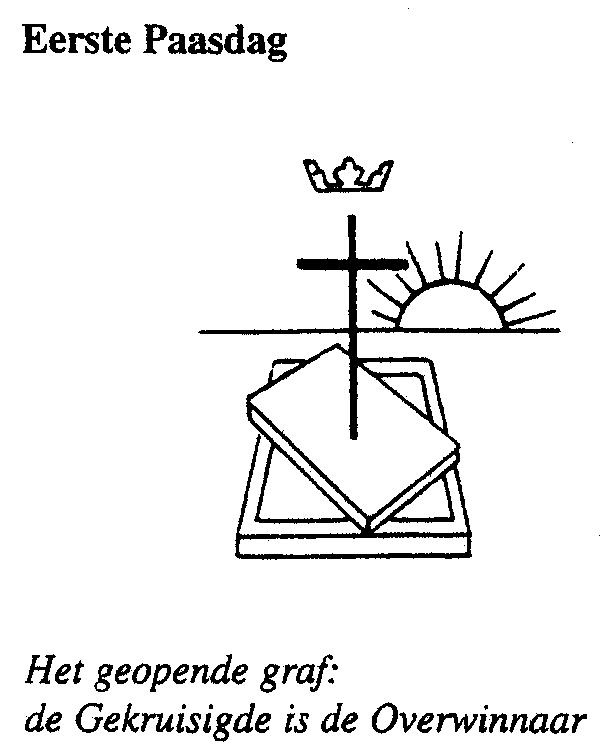 Eerste Paasdag
Het geopende graf:
de Gekruisigde is de Overwinnaar